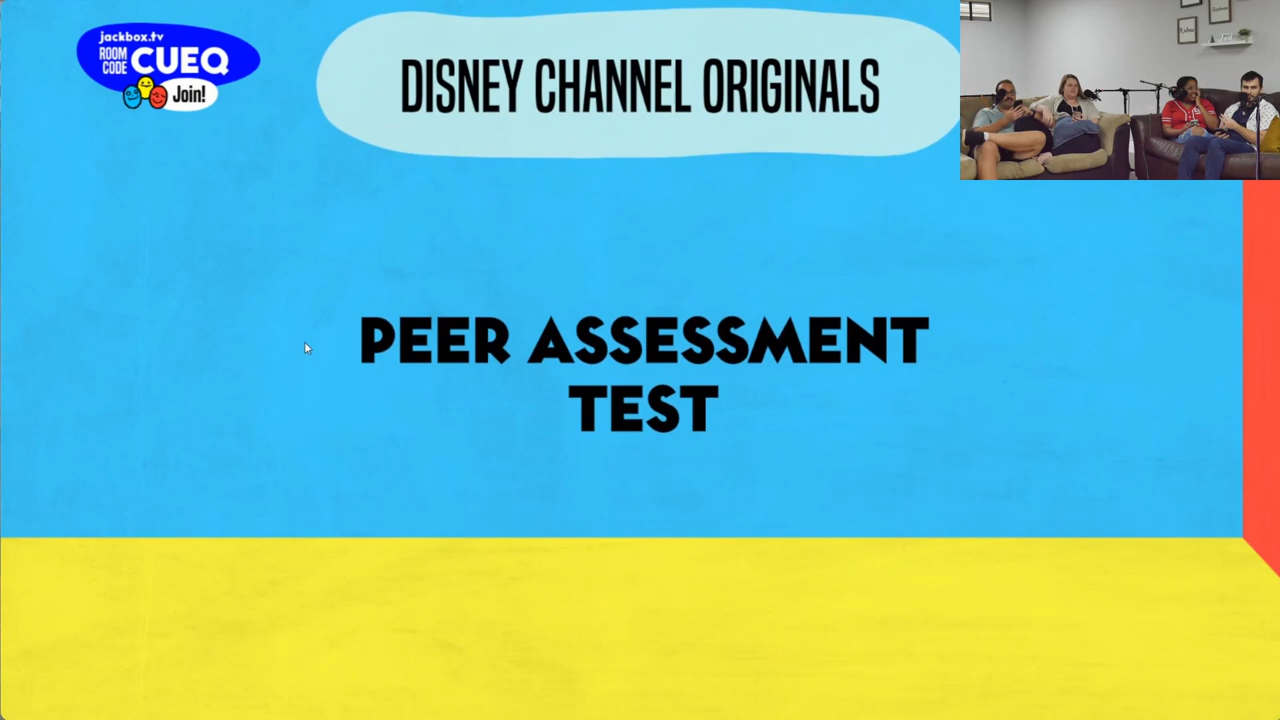 jackbox.tv
ROOM
CODE
CUEQ
Join!
DISNEY CHANNEL ORIGINALS
PEER ASSESSMENT
TEST